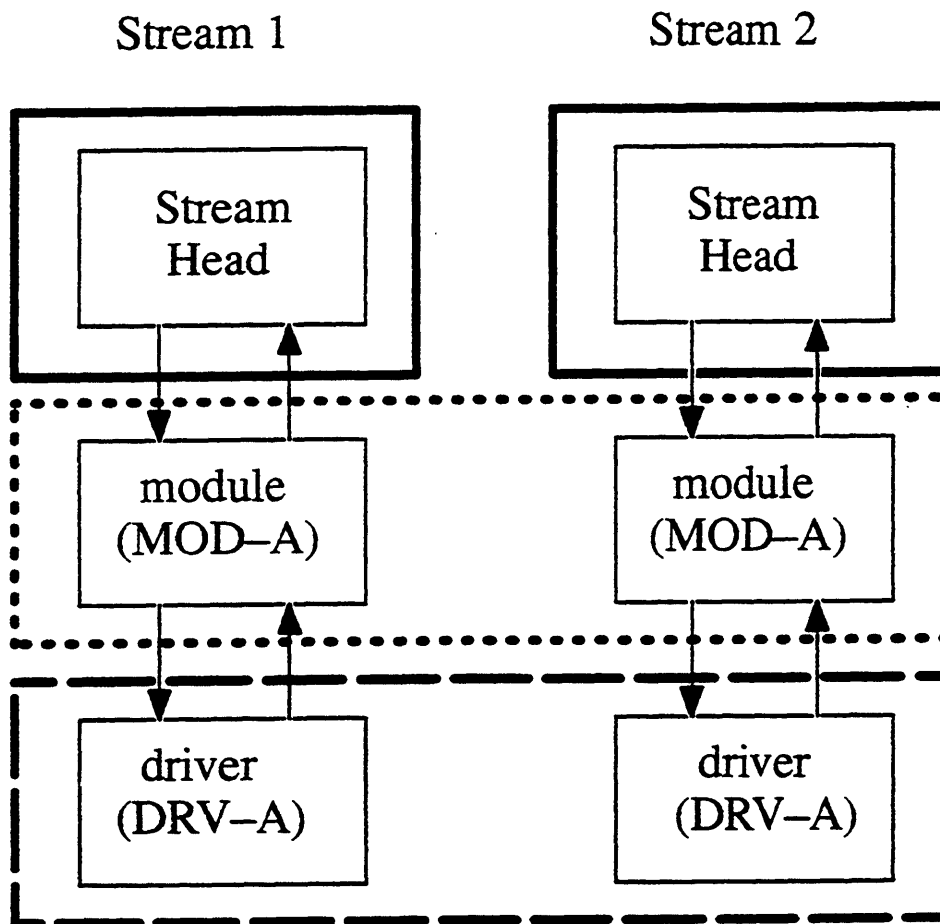 Stream 1
Stream 2
Stream
Head
Stream
Head
module
(MOD–A)
module
(MOD–A)
driver
(DRV–A)
driver
(DRV–A)